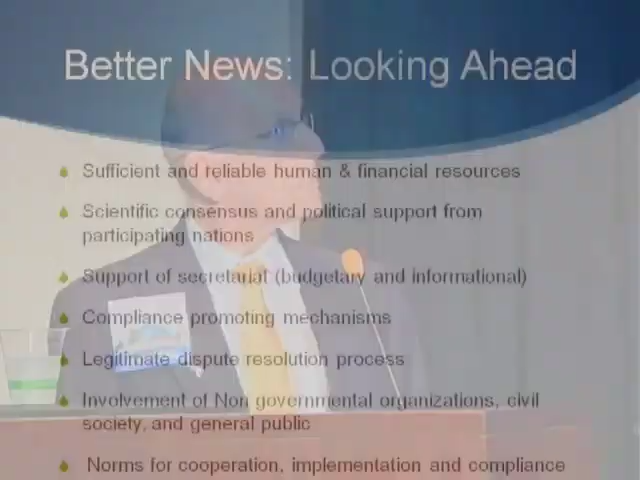 Better News: Looking Ahead
Sufficient and reliable human & financial resources
Scientific consensus and political support from
participating nations
Support of secretariat (budgetary and informational)
Compliance promoting mechanisms
Legitimate dispute resolution process
Involvement of Non governmental organizations, civil
society, and general public
Norms for cooperation, implementation and compliance